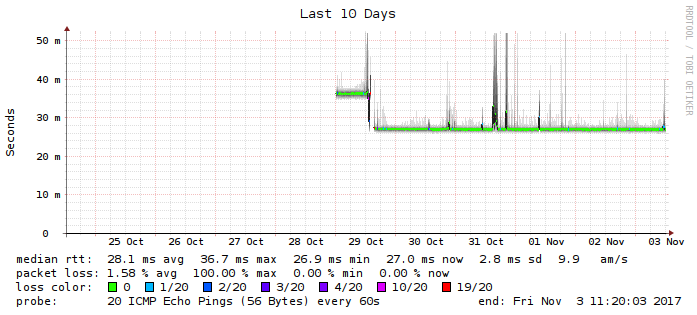 Last 10 Days
RRDTOOL / TOBI OETIKER
Seconds
50 m
40 m
30 m
20 m
10 m
0
25 Oct 26 Oct 27 Oct 28 Oct 29 Oct 30 Oct 31 Oct 01 Nov 02 Nov 03 Nov
median rtt: 28.1 ms avg 36.7 ms max 26.9 ms min 27.0 ms now 2.8 ms sd 9.9 am/s
packet loss: 1.58 % avg 100.00 % max 0.00 % min 0.00 % now
loss color: 0 1/20 2/20 3/20 4/20 10/20 19/20
probe: 20 ICMP Echo Pings (56 Bytes) every 60s end: Fri Nov 3 11:20:03 2017